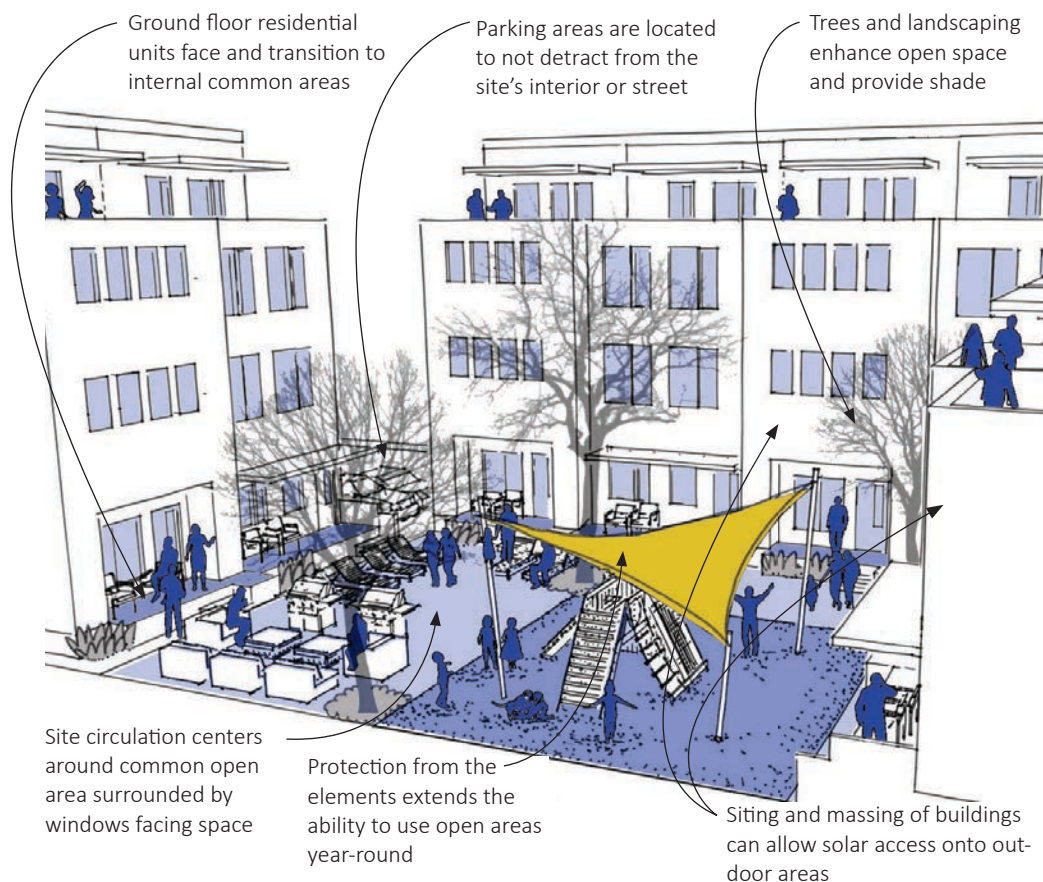 Ground floor residential
units face and transition to
internal common areas
Parking areas are located
to not detract from the
site's interior or street
Trees and landscaping
enhance open space
and provide shade
Site circulation centers
around common open
area surrounded by
windows facing space
Protection from the
elements extends the
ability to use open areas
year-round
Siting and massing of buildings
can allow solar access onto out-
door areas